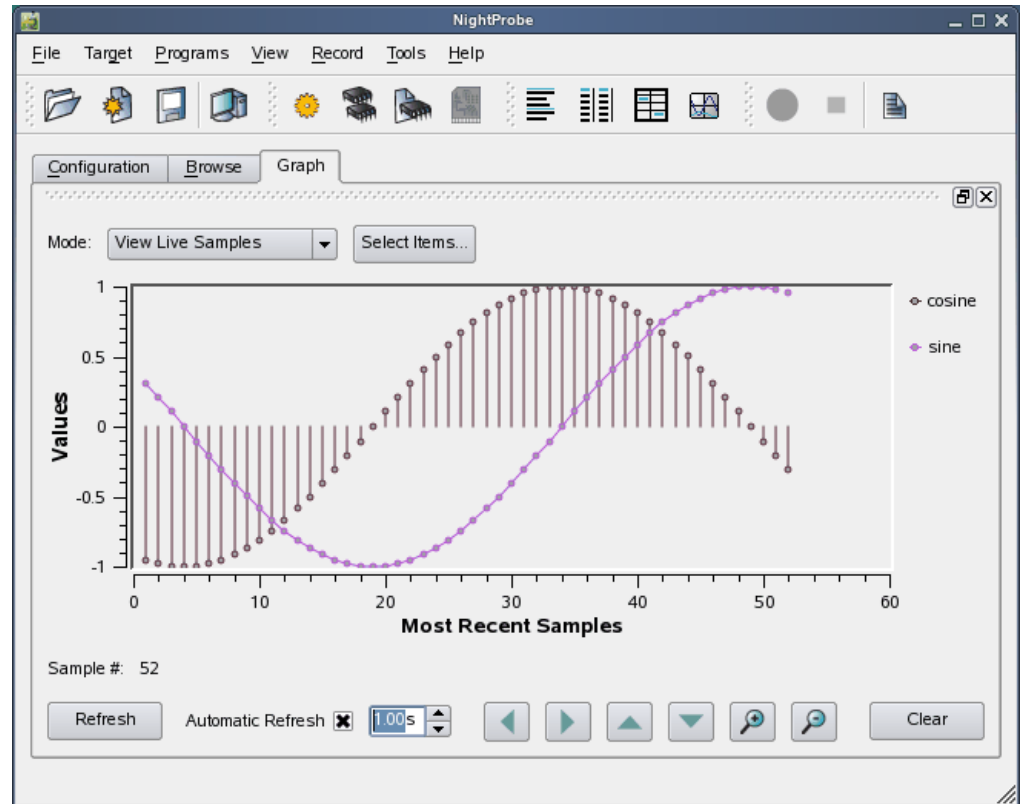 NightProbe
File Target Programs View Record Tools Help
Configuration Browse Graph
Mode: View Live Samples Select Items...
1
0.5
0
-0.5
-1
Values
cosine
sine
0 10 20 30 40 50 60
Most Recent Samples
Sample #: 52
Refresh Automatic Refresh 1.00s Clear